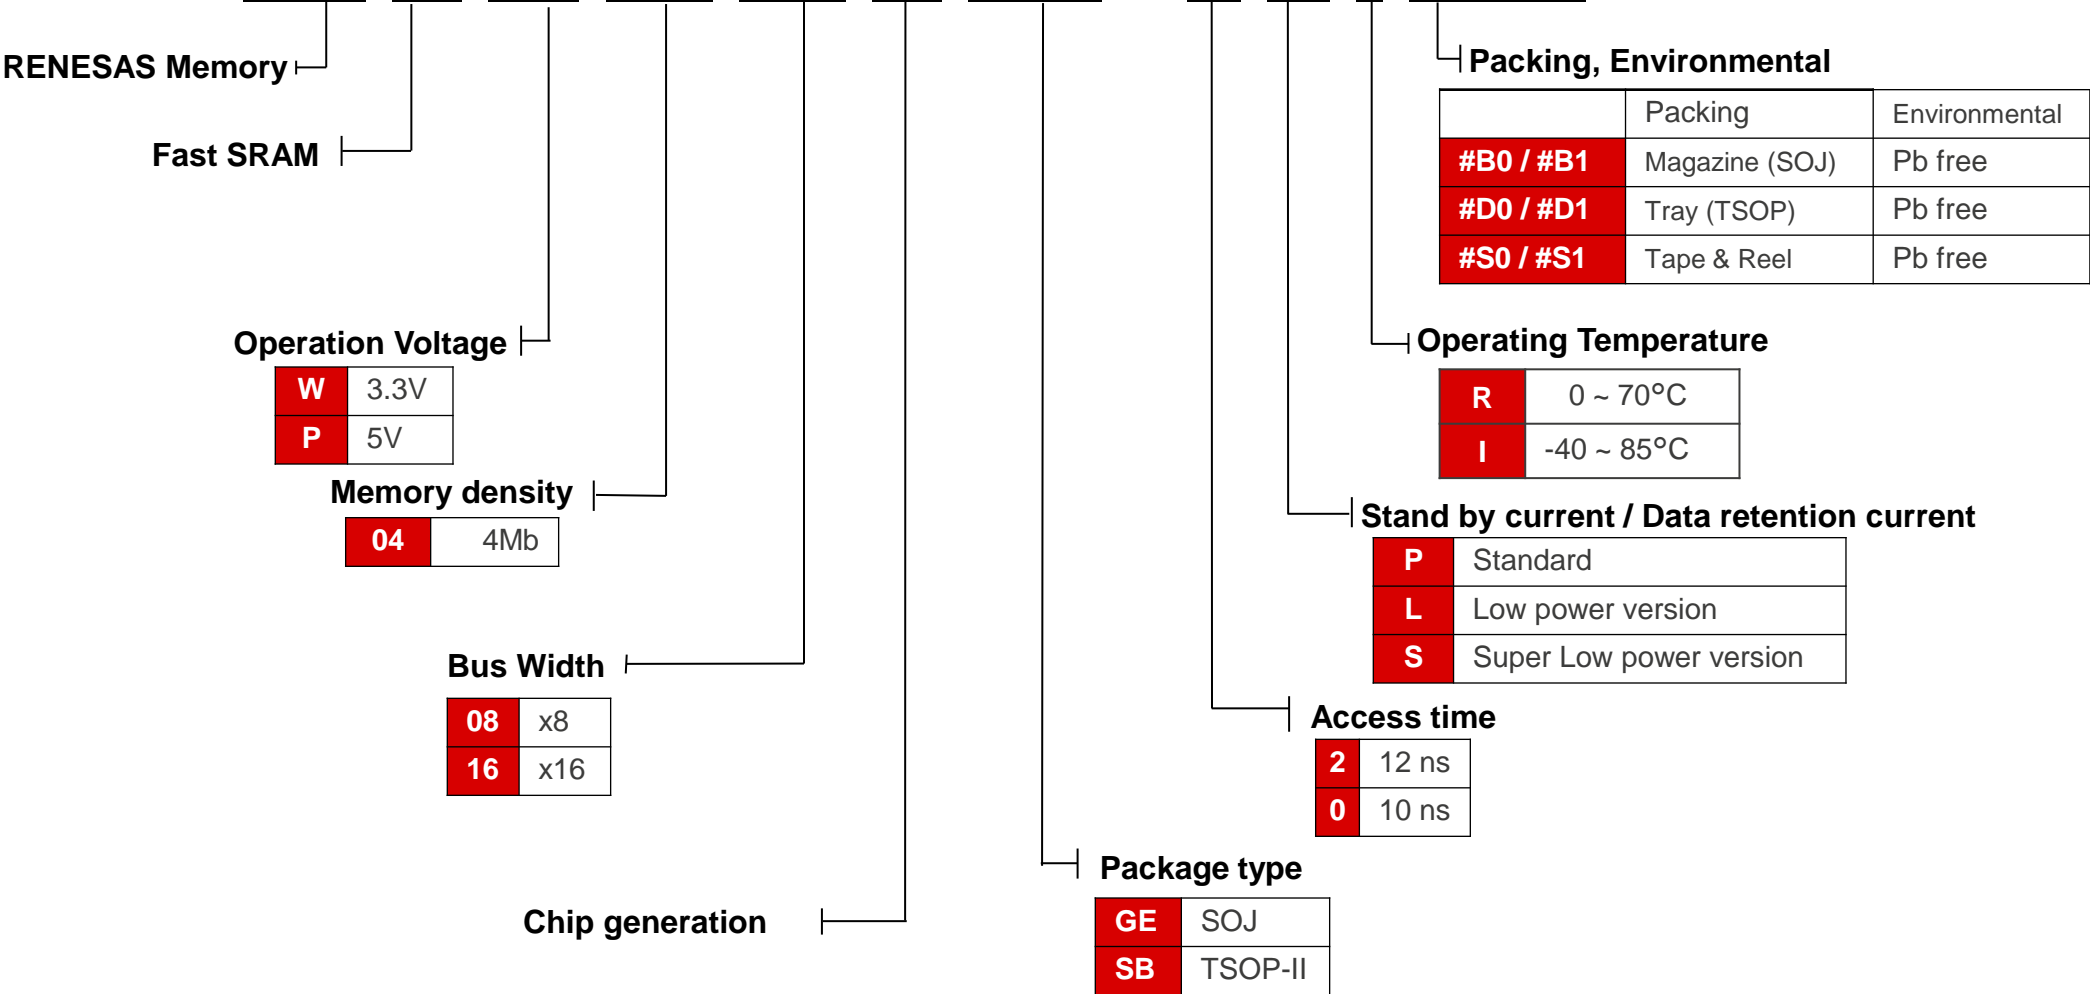 RENESAS Memory
Fast SRAM
Operation Voltage
W 3.3V
P 5V
Memory density
04 4Mb
Bus Width
08 x8
16 x16
Chip generation
Package type
GE SOJ
SB TSOP-II
Access time
2 12 ns
0 10 ns
Stand by current / Data retention current
P Standard
L Low power version
S Super Low power version
Operating Temperature
R 0 ~ 70°C
I -40 ~ 85°C
Packing, Environmental
Packing Environmental
#B0 / #B1 Magazine (SOJ) Pb free
#D0 / #D1 Tray (TSOP) Pb free
#S0 / #S1 Tape & Reel Pb free